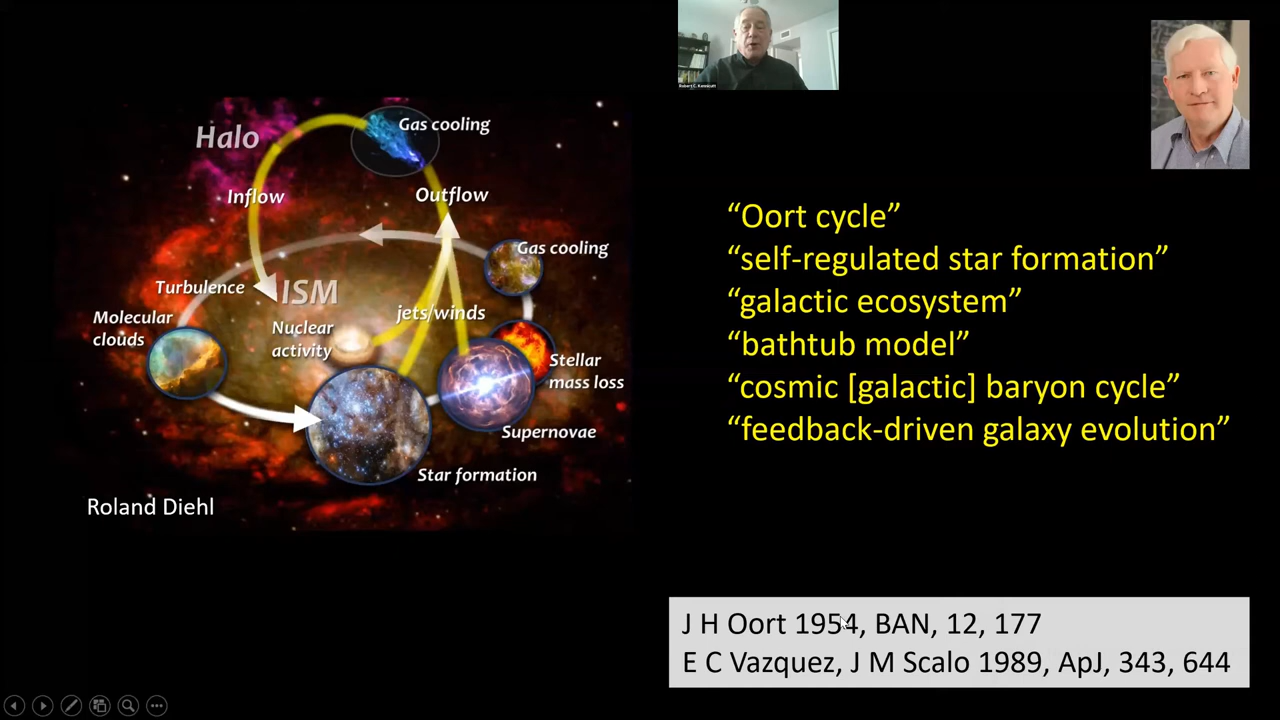 Robert C. Kennicutt
Halo
Gas cooling
Inflow
Outflow
Gas cooling
Turbulence
ISM
Molecular
clouds
jets/winds
Nuclear
activity
Stellar
mass loss
Supernovae
Star formation
Roland Diehl
“Oort cycle”
“self-regulated star formation”
“galactic ecosystem”
“bathtub model”
“cosmic [galactic] baryon cycle”
“feedback-driven galaxy evolution”
J H Oort 1954, BAN, 12, 177
E C Vazquez, J M Scalo 1989, ApJ, 343, 644